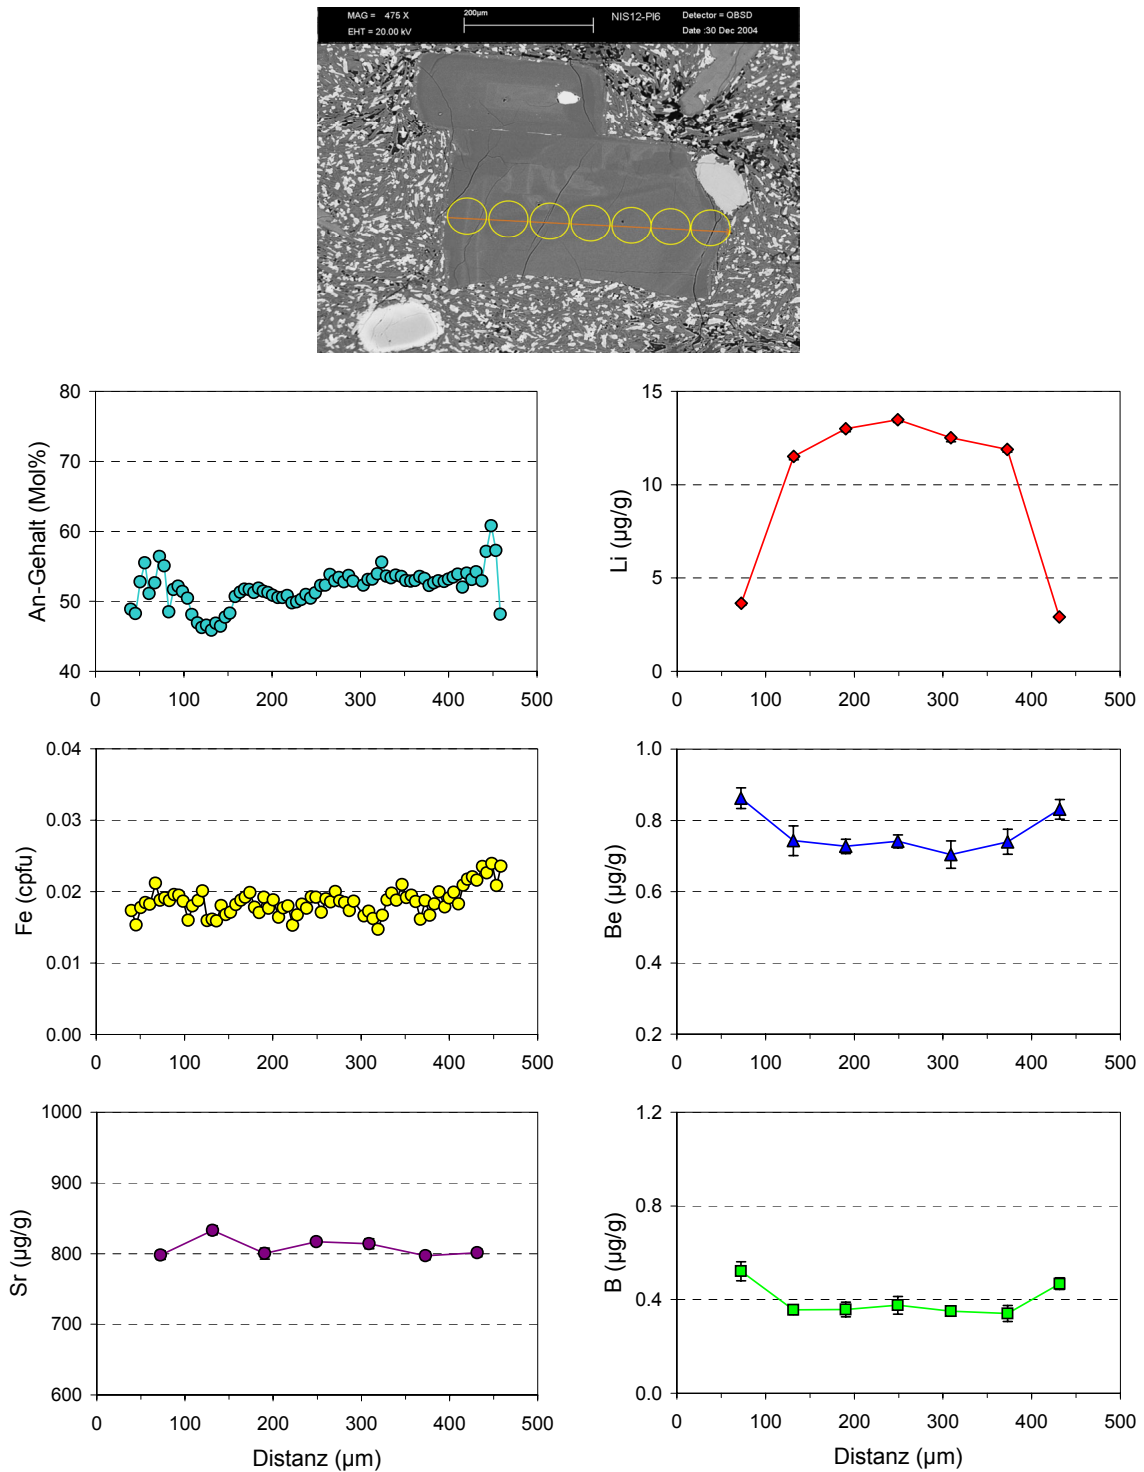 MAG = 475 X
200µm
NIS12-Pl6
Detector = QBSD
EHT = 20.00 kV
Date :30 Dec 2004
80
70
60
50
40
An-Gehalt (Mol%)
0 100 200 300 400 500
15
10
5
0
Li (µg/g)
0 100 200 300 400 500
0.04
0.03
0.02
0.01
0.00
Fe (cpfu)
0 100 200 300 400 500
1.0
0.8
0.6
0.4
0.2
Be (µg/g)
0 100 200 300 400 500
1000
900
800
700
600
Sr (µg/g)
0 100 200 300 400 500
Distanz (µm)
1.2
0.8
0.4
0.0
B (µg/g)
0 100 200 300 400 500
Distanz (µm)